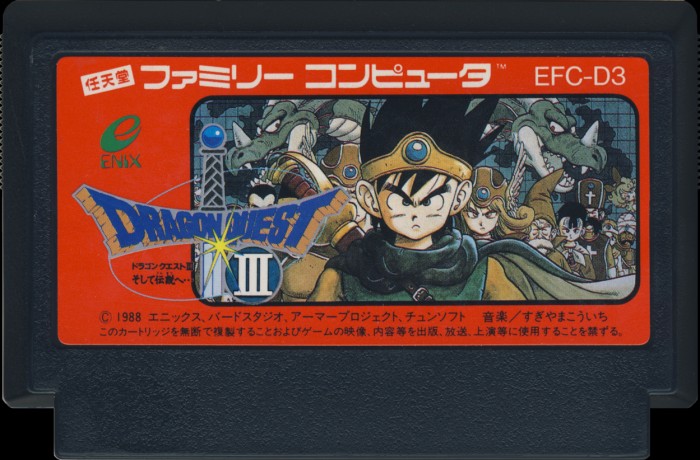 任天堂 ファミリー コンピュータ™ EFC-D3
ENIX
DRAGON QUEST
III
ドラゴンクエストIII
そして伝説へ…
© 1988 エニックス、バードスタジオ、アーマープロジェクト、チュンソフト 音楽/すぎやまこういち
このカートリッジを無断で複製することおよびゲームの映像、内容等を出版、放送、上演等に使用することを禁ずる。